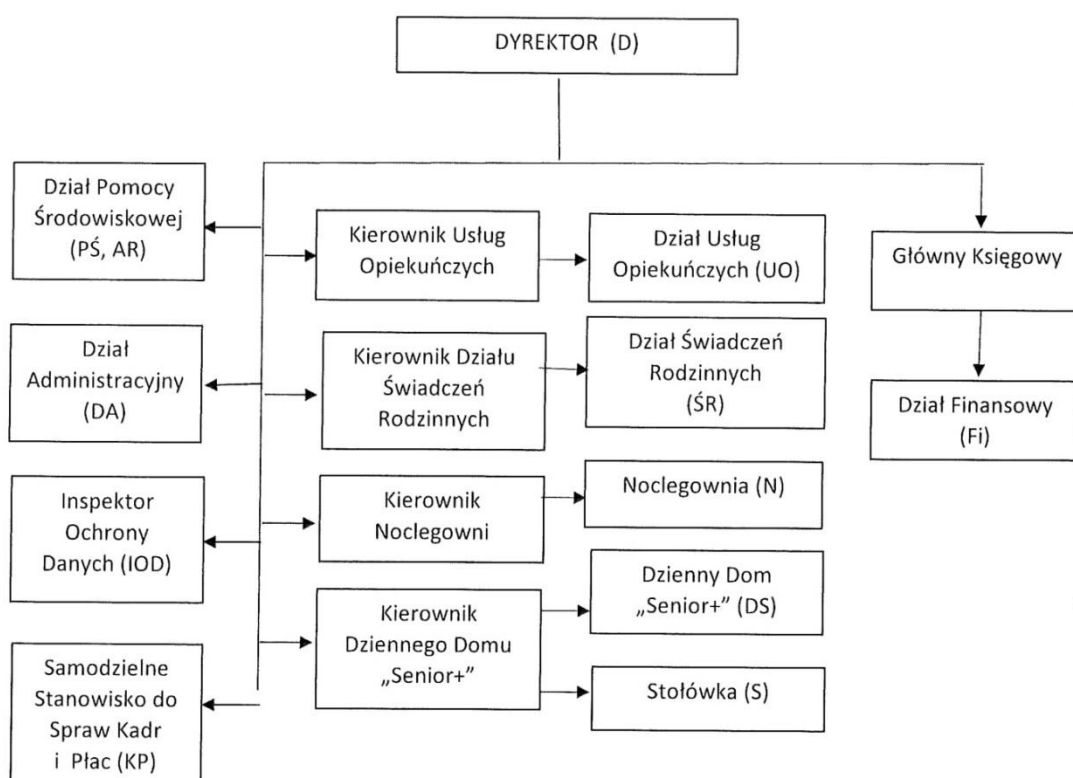 DYREKTOR (D)
Dział Pomocy
Środowiskowej
(PŚ, AR)
Kierownik Usług
Opiekuńczych
Dział Usług
Opiekuńczych (UO)
Główny Księgowy
Dział
Administracyjny
(DA)
Kierownik Działu
Świadczeń
Rodzinnych
Dział Świadczeń
Rodzinnych
(ŚR)
Dział Finansowy
(Fi)
Inspektor
Ochrony
Danych (IOD)
Kierownik
Noclegowni
Noclegownia (N)
Kierownik
Dziennego Domu
„Senior+”
Dzienny Dom
„Senior+” (DS)
Stołówka (S)
Samodzielne
Stanowisko do
Spraw Kadr
i Płac (KP)